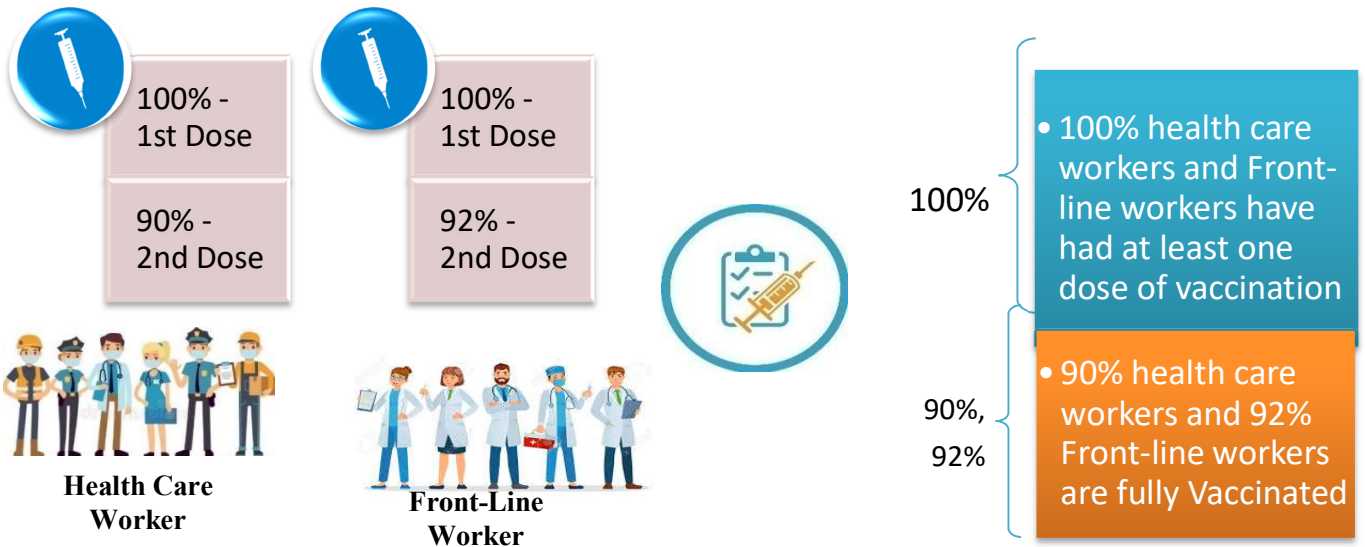 100% -
1st Dose
90% -
2nd Dose
Health Care
Worker
100% -
1st Dose
92% -
2nd Dose
Front-Line
Worker
100%
• 100% health care
workers and Front-
line workers have
had at least one
dose of vaccination
90%,
92%
• 90% health care
workers and 92%
Front-line workers
are fully Vaccinated